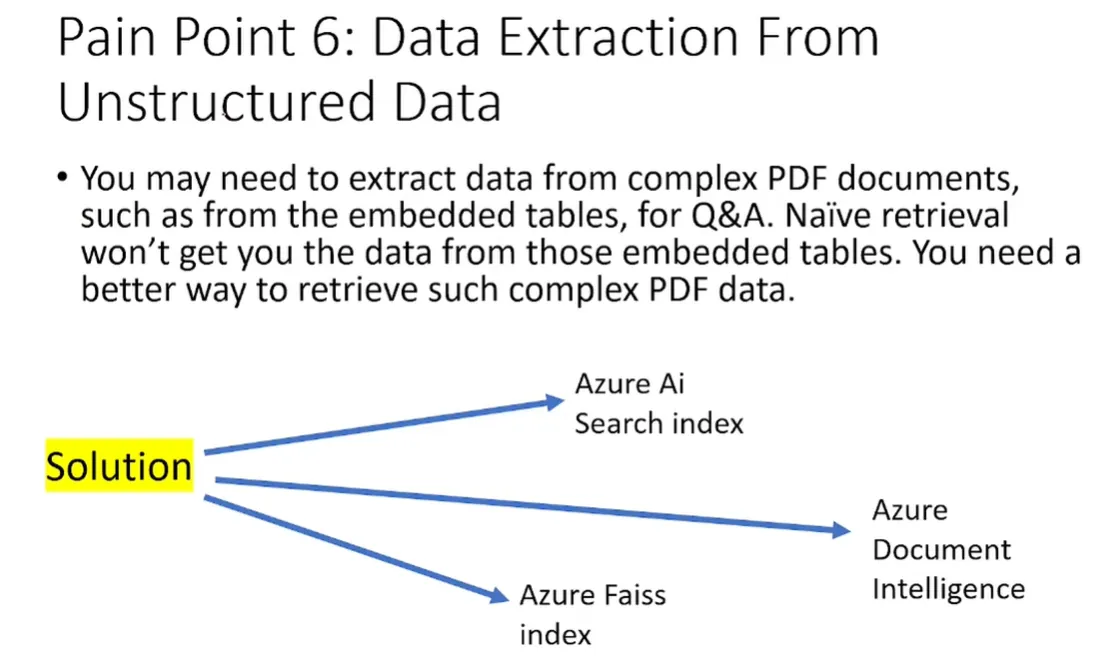 Pain Point 6: Data Extraction From
Unstructured Data
• You may need to extract data from complex PDF documents,
such as from the embedded tables, for Q&A. Naïve retrieval
won’t get you the data from those embedded tables. You need a
better way to retrieve such complex PDF data.
Azure Ai
Search index
Solution
Azure
Document
Intelligence
Azure Faiss
index